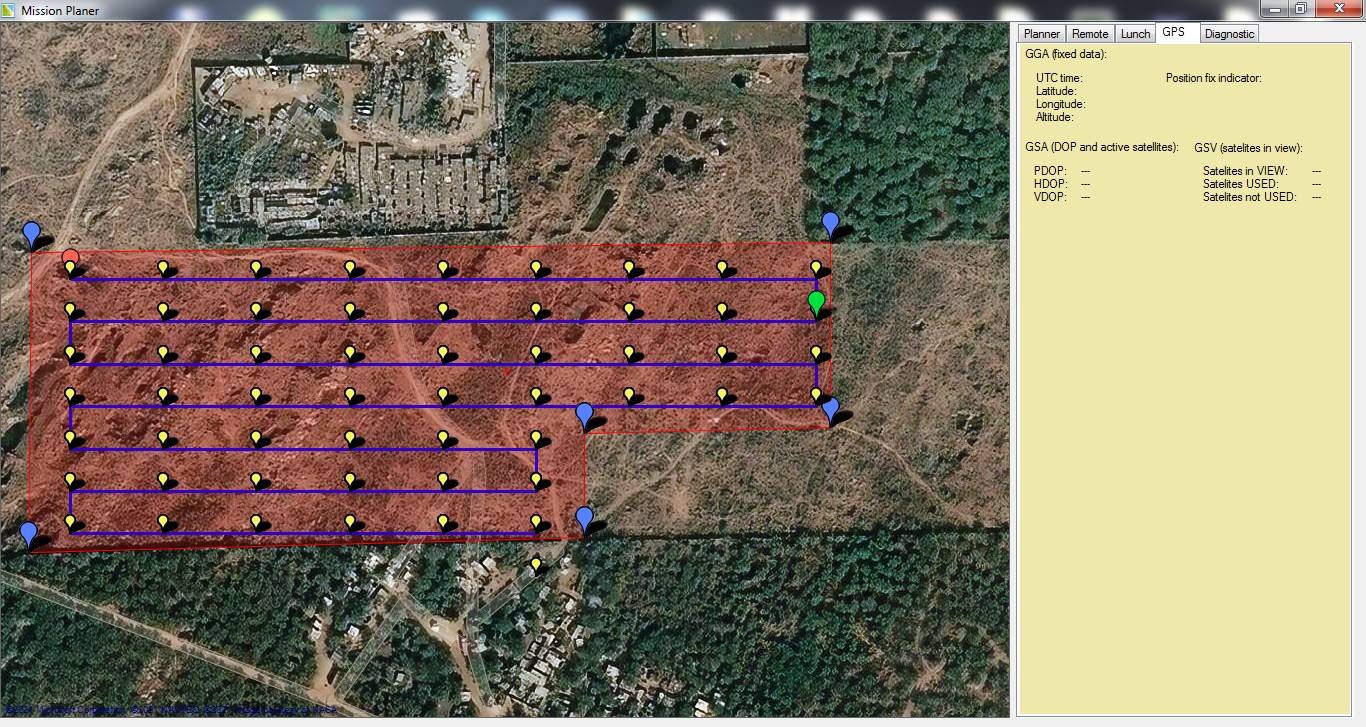 Mission Planer
Planner Remote Lunch GPS Diagnostic
GGA (fixed data):
UTC time: Position fix indicator:
Latitude:
Longitude:
Altitude:
GSA (DOP and active satellites): GSV (satelites in view):
PDOP: --- Satelites in VIEW: ---
HDOP: --- Satelites USED: ---
VDOP: --- Satelites not USED: ---
Microsoft Corporation